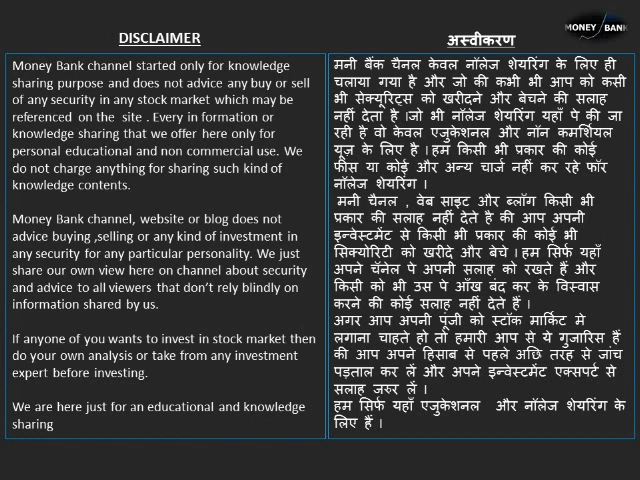 MONEY BANK
DISCLAIMER
Money Bank channel started only for knowledge
sharing purpose and does not advice any buy or sell
of any security in any stock market which may be
referenced on the  site . Every in formation or
knowledge sharing that we offer here only for
personal educational and non commercial use. We
do not charge anything for sharing such kind of
knowledge contents.
Money Bank channel, website or blog does not
advice buying ,selling or any kind of investment in
any security for any particular personality. We just
share our own view here on channel about security
and advice to all viewers that don’t rely blindly on
information shared by us.
If anyone of you wants to invest in stock market then
do your own analysis or take from any investment
expert before investing.
We are here just for an educational and knowledge
sharing
अस्वीकरण
मनी बैंक चैनल केवल नॉलेज शेयरिंग के लिए ही
चलाया गया है और जो की कभी भी आप को कसी
भी सेक्यूरिट्स को खरीदने और बेचने की सलाह
नहीं देता है ।जो भी नॉलेज शेयरिंग यहाँ पे की जा
रही है वो केवल एजुकेशनल और नॉन कमर्शियल
यूज़ के लिए है । हम किसी भी प्रकार की कोई
फीस या कोई और अन्य चार्ज नहीं कर रहे फॉर
नॉलेज शेयरिंग ।
मनी चैनल , वेब साइट और ब्लॉग किसी भी
प्रकार की सलाह नहीं देते है की आप अपनी
इन्वेस्टमेंट से किसी भी प्रकार की कोई भी
सिक्योरिटी को खरीदे और बेचे । हम सिर्फ यहाँ
अपने चॅनेल पे अपनी सलाह को रखते हैं और
किसी को भी उस पे आँख बंद कर के विस्वास
करने की कोई सलाह नहीं देते हैं ।
अगर आप अपनी पूंजी को स्टॉक मार्किट मे
लगाना चाहते हो तो हमारी आप से ये गुजारिस हैं
की आप अपने हिसाब से पहले अछि तरह से जांच
पड़ताल कर लें और अपने इन्वेस्टमेंट एक्सपर्ट से
सलाह जरुर लें ।
हम सिर्फ यहाँ एजुकेशनल  और नॉलेज शेयरिंग के
लिए हैं ।